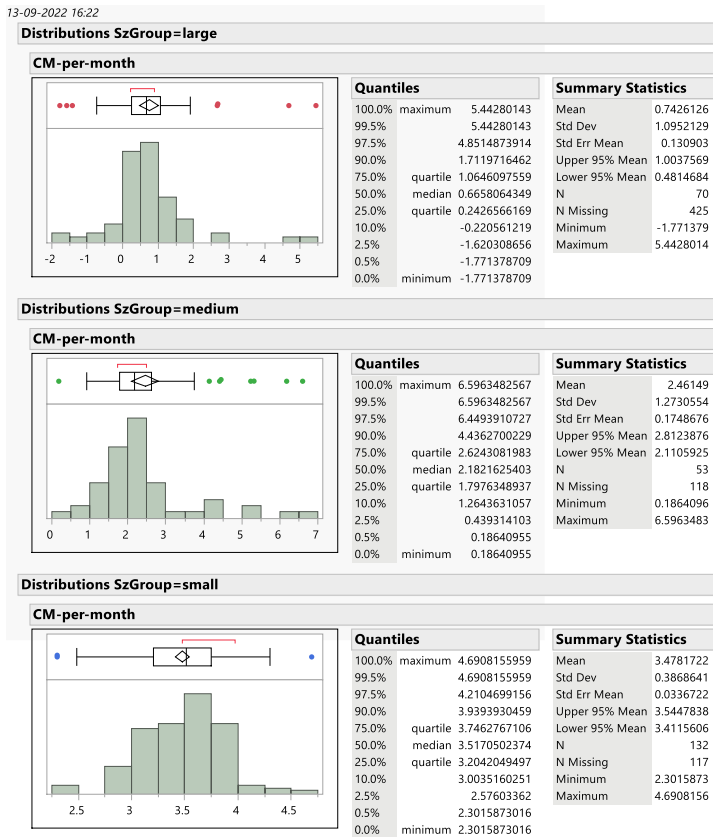 13-09-2022 16:22
Distributions SzGroup=large
CM-per-month
-2 -1 0 1 2 3 4 5
Quantiles
100.0% maximum 5.44280143
99.5% 5.44280143
97.5% 4.8514873914
90.0% 1.7119716462
75.0% quartile 1.0646097559
50.0% median 0.6658064349
25.0% quartile 0.2426566169
10.0% -0.220561219
2.5% -1.620308656
0.5% -1.771378709
0.0% minimum -1.771378709
Summary Statistics
Mean 0.7426126
Std Dev 1.0952129
Std Err Mean 0.130903
Upper 95% Mean 1.0037569
Lower 95% Mean 0.4814684
N 70
N Missing 425
Minimum -1.771379
Maximum 5.4428014
Distributions SzGroup=medium
CM-per-month
0 1 2 3 4 5 6 7
Quantiles
100.0% maximum 6.5963482567
99.5% 6.5963482567
97.5% 6.4493910727
90.0% 4.4362700229
75.0% quartile 2.6243081983
50.0% median 2.1821625403
25.0% quartile 1.7976348937
10.0% 1.2643631057
2.5% 0.439314103
0.5% 0.18640955
0.0% minimum 0.18640955
Summary Statistics
Mean 2.46149
Std Dev 1.2730554
Std Err Mean 0.1748676
Upper 95% Mean 2.8123876
Lower 95% Mean 2.1105925
N 53
N Missing 118
Minimum 0.1864096
Maximum 6.5963483
Distributions SzGroup=small
CM-per-month
2.5 3 3.5 4 4.5
Quantiles
100.0% maximum 4.6908155959
99.5% 4.6908155959
97.5% 4.2104699156
90.0% 3.9393930459
75.0% quartile 3.7462767106
50.0% median 3.5170502374
25.0% quartile 3.2042049497
10.0% 3.0035160251
2.5% 2.57603362
0.5% 2.3015873016
0.0% minimum 2.3015873016
Summary Statistics
Mean 3.4781722
Std Dev 0.3868641
Std Err Mean 0.0336722
Upper 95% Mean 3.5447838
Lower 95% Mean 3.4115606
N 132
N Missing 117
Minimum 2.3015873
Maximum 4.6908156